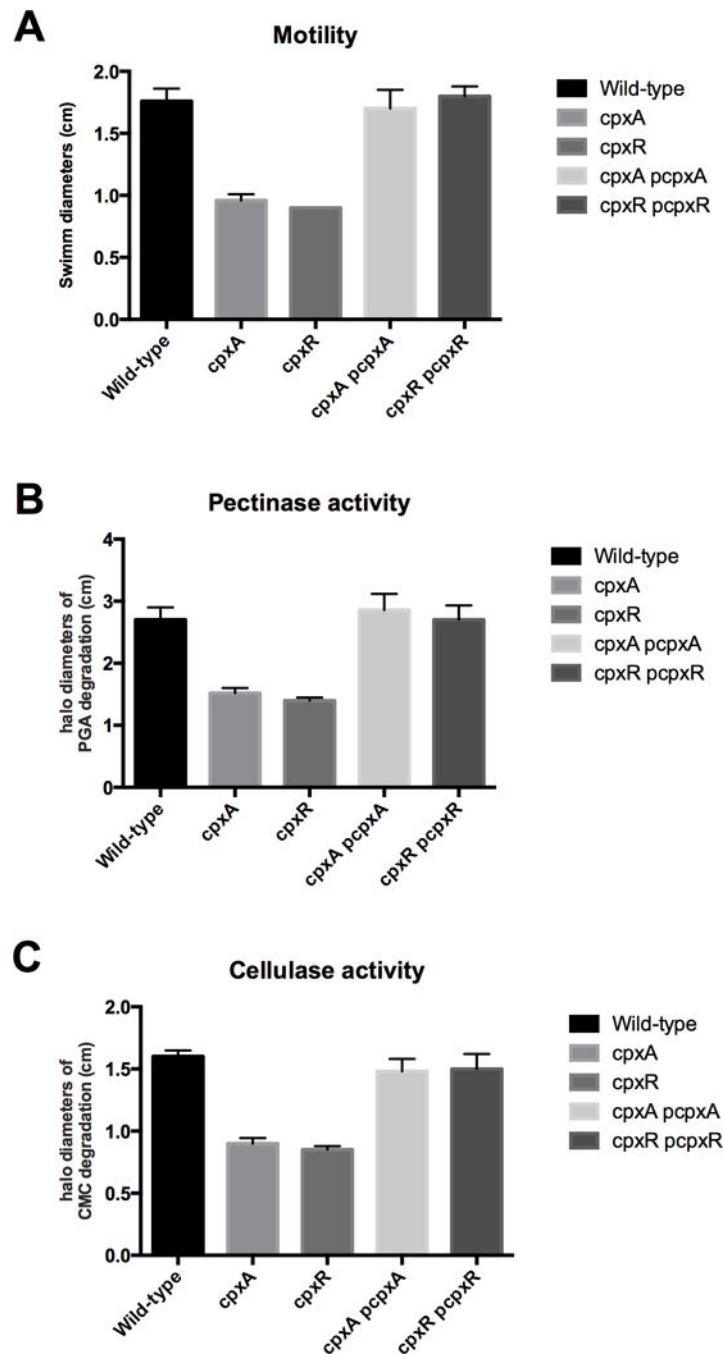 A
Motility
Swimm diameters (cm)
2.0
1.5
1.0
0.5
0.0
Wild-type
cpxA
cpxR
cpxA pcpxA
cpxR pcpxR
Wild-type
cpxA
cpxR
cpxA pcpxA
cpxR pcpxR
B
Pectinase activity
halo diameters of
PGA degradation (cm)
4
3
2
1
0
Wild-type
cpxA
cpxR
cpxA pcpxA
cpxR pcpxR
Wild-type
cpxA
cpxR
cpxA pcpxA
cpxR pcpxR
C
Cellulase activity
halo diameters of
CMC degradation (cm)
2.0
1.5
1.0
0.5
0.0
Wild-type
cpxA
cpxR
cpxA pcpxA
cpxR pcpxR
Wild-type
cpxA
cpxR
cpxA pcpxA
cpxR pcpxR